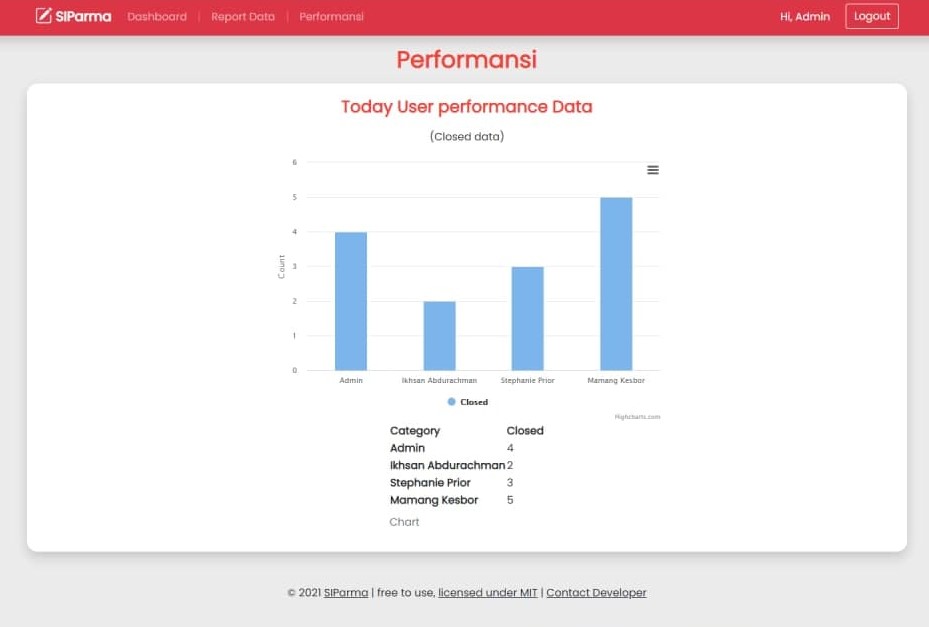 SIParma Dashboard | Report Data | Performansi Hi, Admin Logout
Performansi
Today User performance Data
(Closed data)
6
5
4
3
2
1
0
Count
Admin Ikhsan Abdurachman Stephanie Prior Mamang Kesbor
Closed
Highcharts.com
Category Closed
Admin 4
Ikhsan Abdurachman 2
Stephanie Prior 3
Mamang Kesbor 5
Chart
© 2021 SIParma | free to use, licensed under MIT | Contact Developer